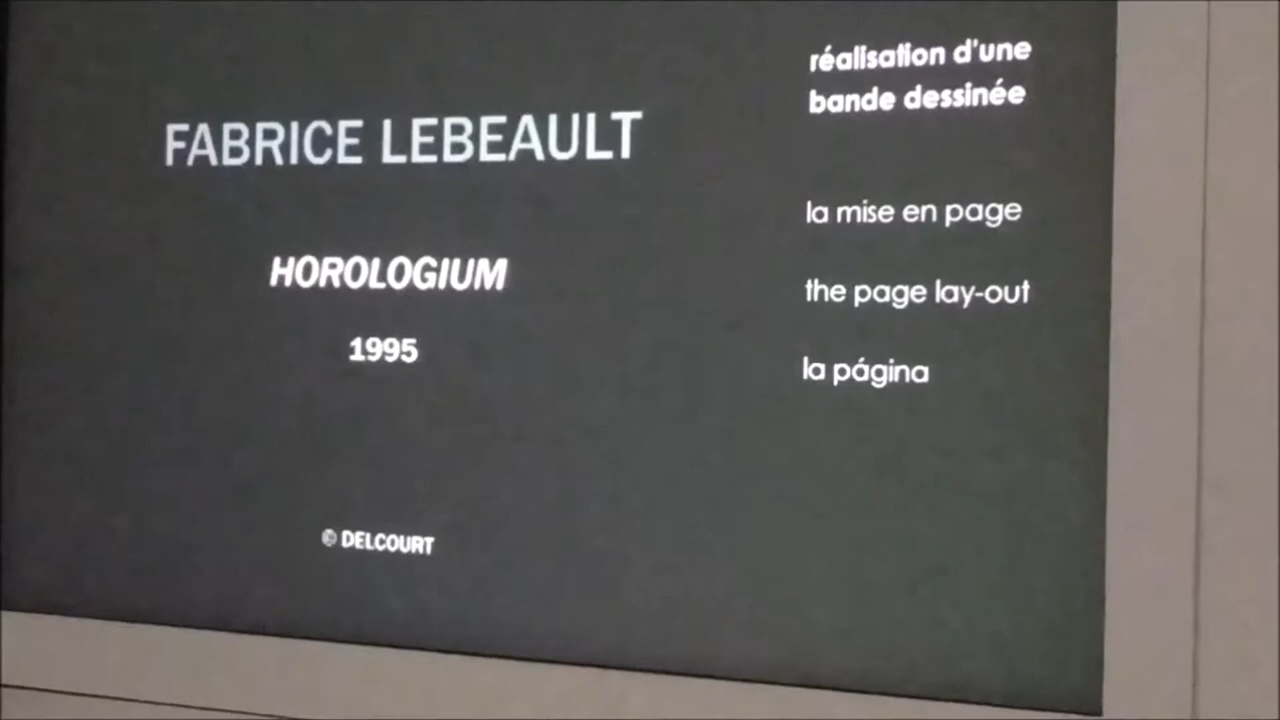 FABRICE LEBEAULT
HOROLOGIUM
1995
© DELCOURT
réalisation d'une
bande dessinée
la mise en page
the page lay-out
la página